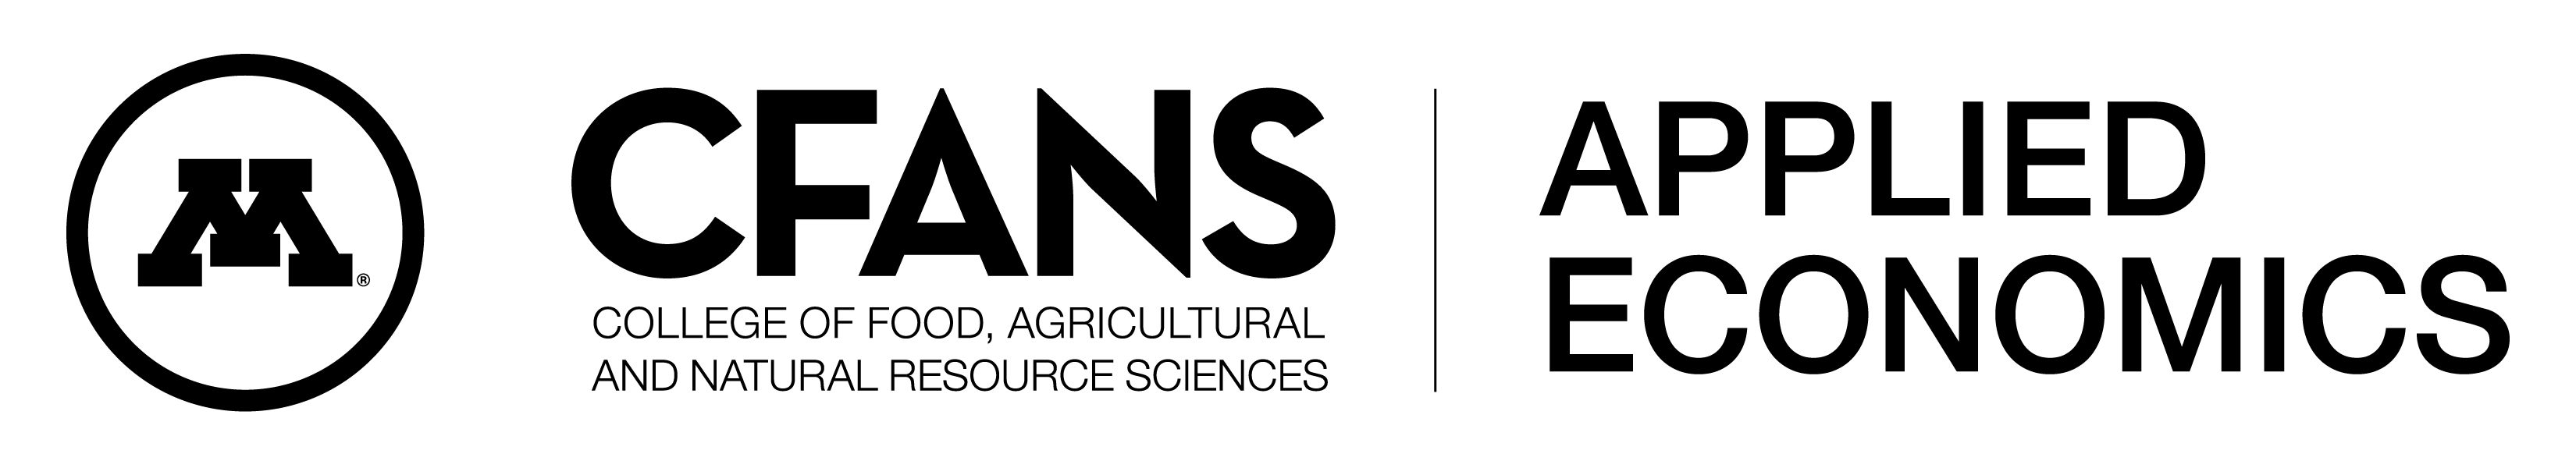 M®
CFANS
COLLEGE OF FOOD, AGRICULTURAL
AND NATURAL RESOURCE SCIENCES
APPLIED
ECONOMICS